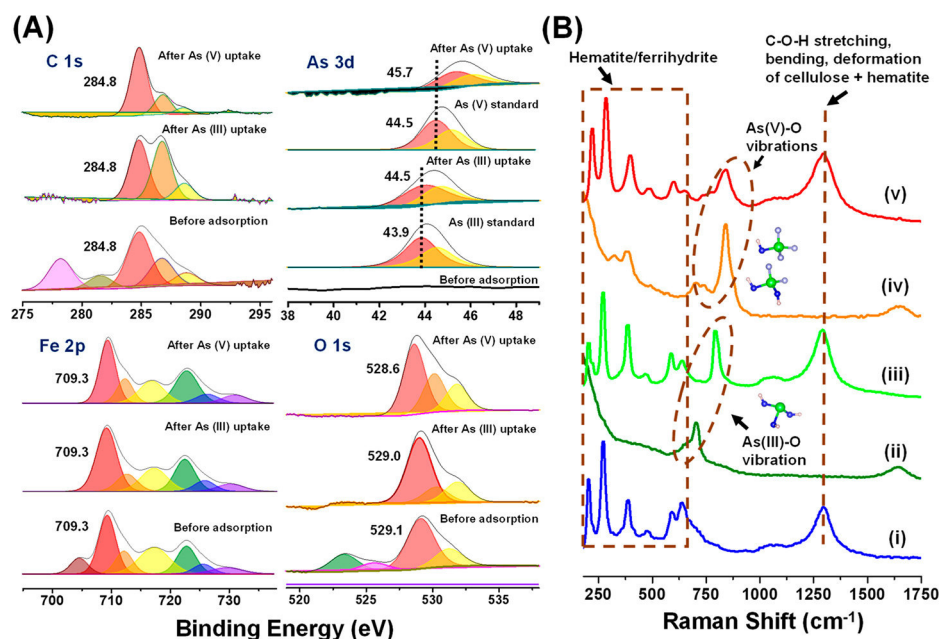 (A)
C 1s
After As (V) uptake
284.8
After As (III) uptake
284.8
Before adsorption
284.8
275 280 285 290 295
As 3d
After As (V) uptake
45.7
As (V) standard
44.5
After As (III) uptake
44.5
As (III) standard
43.9
Before adsorption
38 40 42 44 46 48 50 52
Fe 2p
After As (V) uptake
709.3
After As (III) uptake
709.3
Before adsorption
709.3
700 710 720 730
O 1s
After As (V) uptake
528.6
After As (III) uptake
529.0
Before adsorption
529.1
520 525 530 535
Binding Energy (eV)
(B)
Hematite/ferrihydrite
C-O-H stretching,
bending, deformation
of cellulose + hematite
As(V)-O
vibrations
(v)
(iv)
(iii)
As(III)-O
vibration
(ii)
(i)
250 500 750 1000 1250 1500 1750
Raman Shift (cm⁻¹)